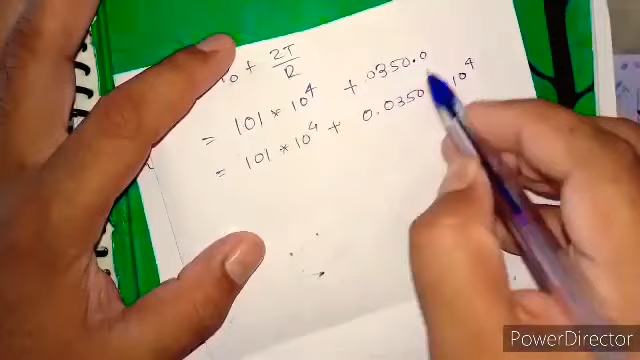 + 2T/R
= 101 * 10⁴ + 0350.0
= 101 * 10⁴ + 0.0350 10⁴
PowerDirector